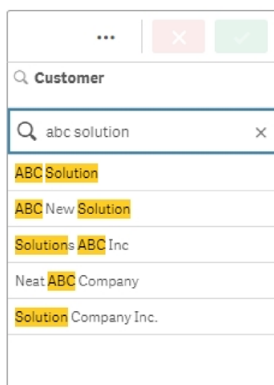 ...
Customer
abc solution
ABC Solution
ABC New Solution
Solutions ABC Inc
Neat ABC Company
Solution Company Inc.